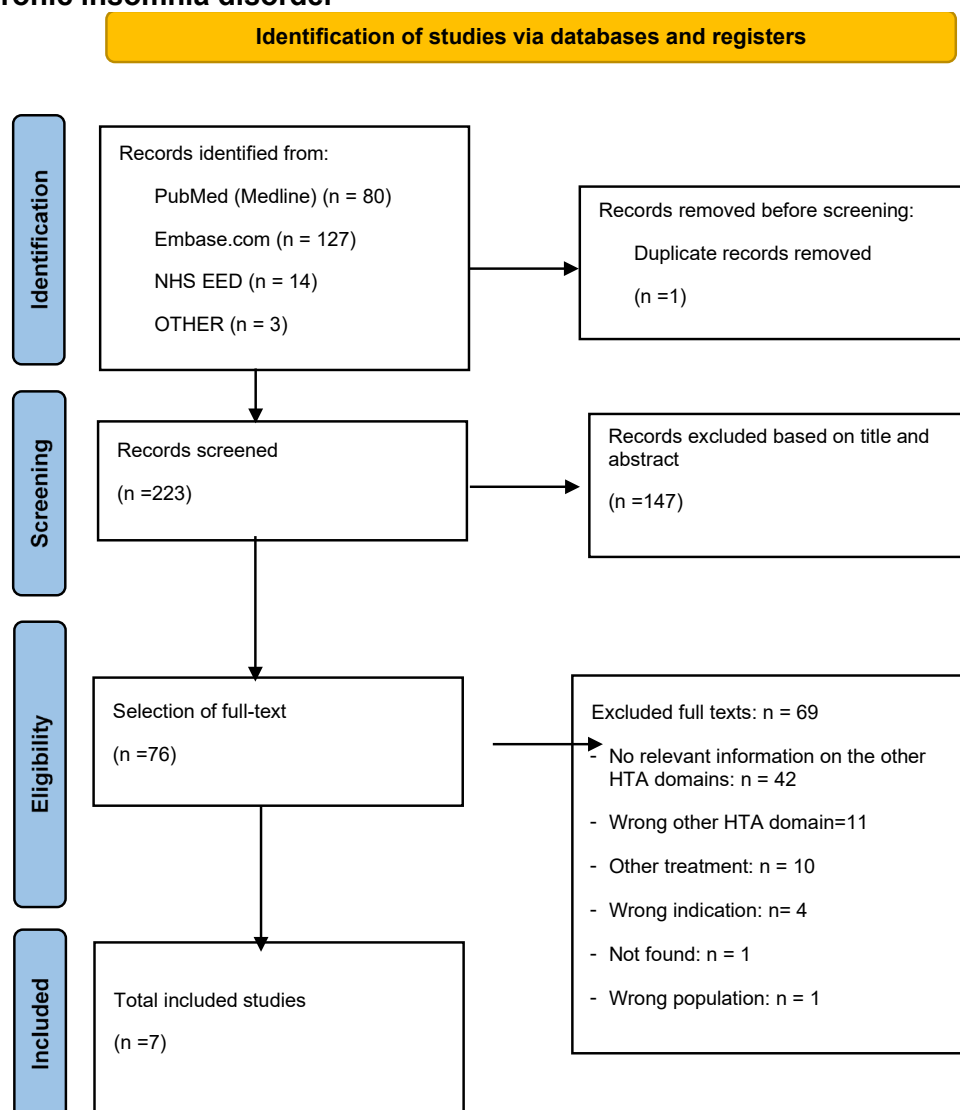 ronic insomnia disorder
Identification of studies via databases and registers
Identification
Records identified from:
PubMed (Medline) (n = 80)
Embase.com (n = 127)
NHS EED (n = 14)
OTHER (n = 3)
Records removed before screening:
Duplicate records removed
(n =1)
Screening
Records screened
(n =223)
Records excluded based on title and
abstract
(n =147)
Eligibility
Selection of full-text
(n =76)
Excluded full texts: n = 69
- No relevant information on the other
HTA domains: n = 42
- Wrong other HTA domain=11
- Other treatment: n = 10
- Wrong indication: n= 4
- Not found: n = 1
- Wrong population: n = 1
Included
Total included studies
(n =7)